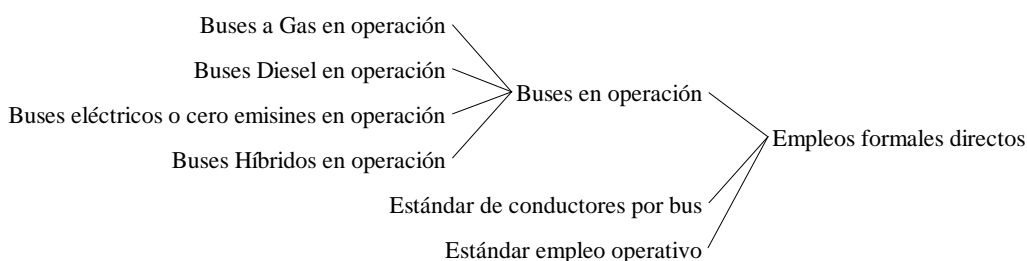 Buses a Gas en operación
Buses Diesel en operación
Buses eléctricos o cero emisines en operación
Buses Híbridos en operación
Buses en operación
Estándar de conductores por bus
Estándar empleo operativo
Empleos formales directos